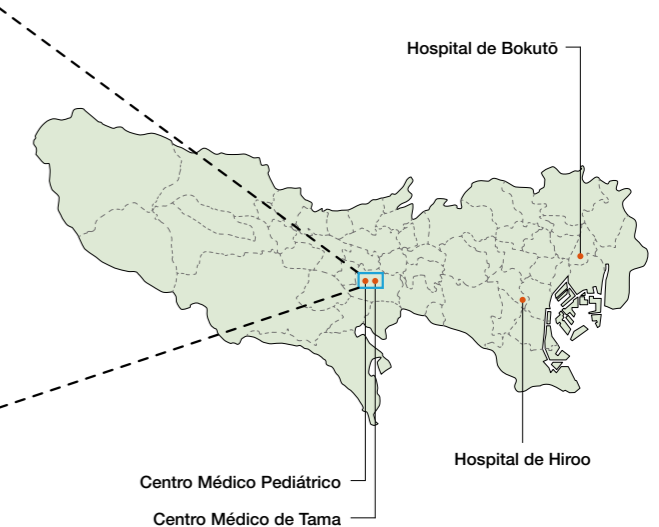 Hospital de Bokutō
Hospital de Hiroo
Centro Médico Pediátrico
Centro Médico de Tama